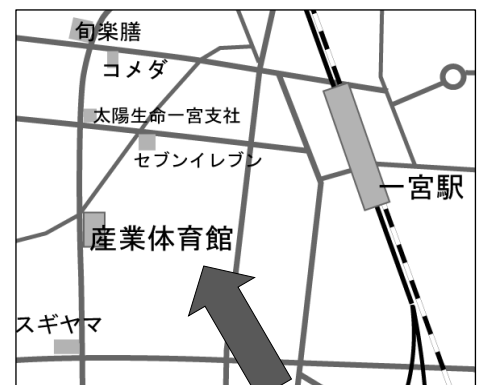 旬楽膳
コメダ
太陽生命一宮支社
セブンイレブン
一宮駅
産業体育館
スギヤマ